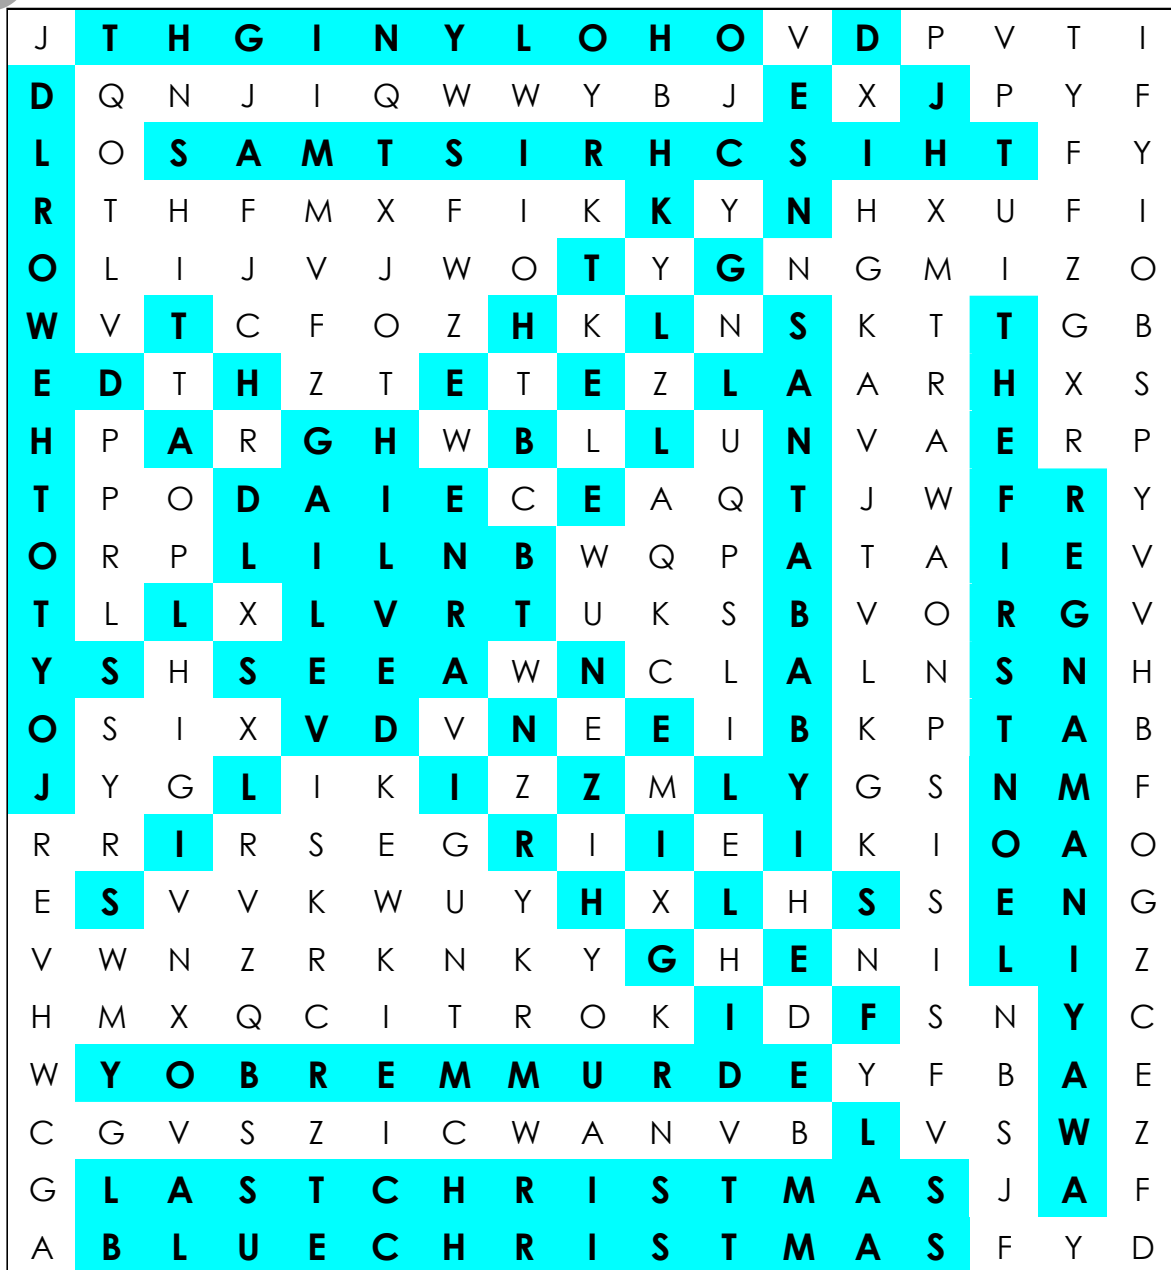 J T H G I N Y L O H O V D P V T I
D Q N J I Q W W Y B J E X J P Y F
L O S A M T S I R H C S I H T F Y
R T H F M X F I K K Y N H X U F I
O L I J V J W O T Y G N G M I Z O
W V T C F O Z H K L N S K T T G B
E D T H Z T E T E Z L A A R H X S
H P A R G H W B L L U N V A E R P
T P O D A I E C E A Q T J W F R Y
O R P L I L N B W Q P A T A I E V
T L L X L V R T U K S B V O R G V
Y S H S E E A W N C L A L N S N H
O S I X V D V N E E I B K P T A B
J Y G L I K I Z Z M L Y G S N M F
R R I R S E G R I I E I K I O A O
E S V V K W U Y H X L H S S E N G
V W N Z R K N K Y G H E N I L I Z
H M X Q C I T R O K I D F S N Y C
W Y O B R E M M U R D E Y F B A E
C G V S Z I C W A N V B L V S W Z
G L A S T C H R I S T M A S J A F
A B L U E C H R I S T M A S F Y D